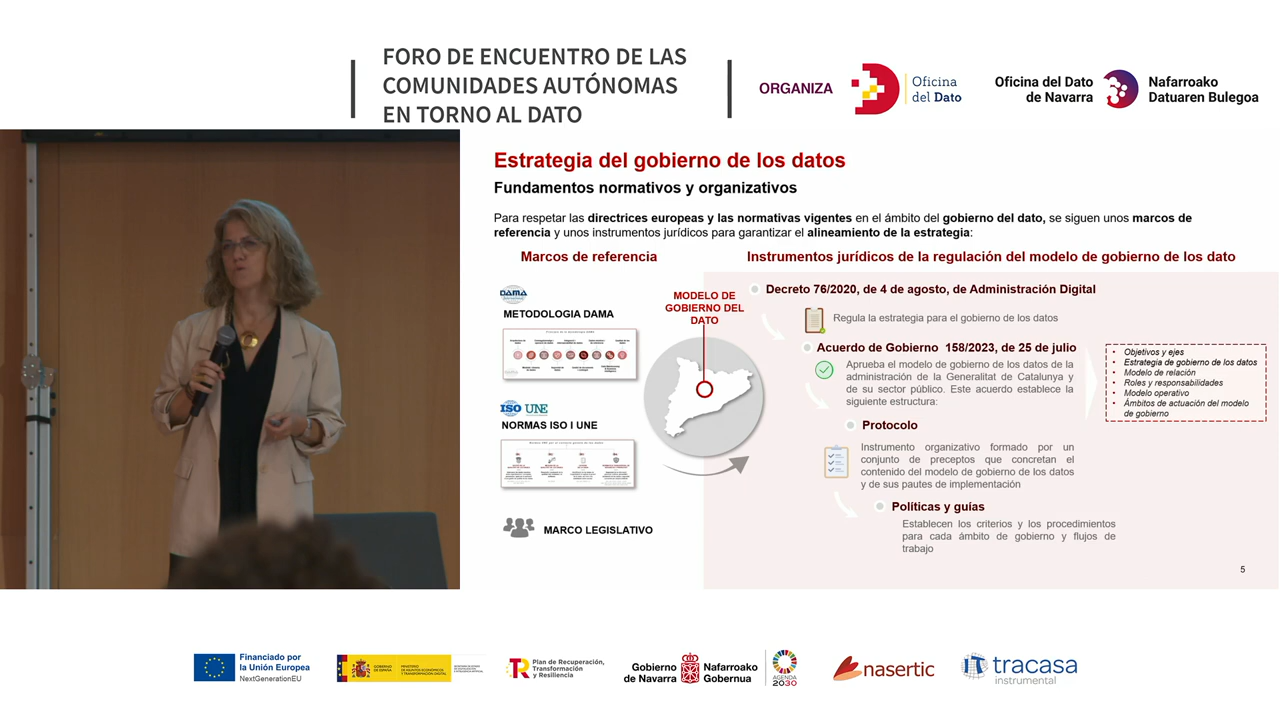 FORO DE ENCUENTRO DE LAS
COMUNIDADES AUTÓNOMAS
EN TORNO AL DATO
ORGANIZA
Oficina
del Dato
Oficina del Dato
de Navarra
Nafarroako
Datuaren Bulegoa
Estrategia del gobierno de los datos
Fundamentos normativos y organizativos
Para respetar las directrices europeas y las normativas vigentes en el ámbito del gobierno del dato, se siguen unos marcos de
referencia y unos instrumentos jurídicos para garantizar el alineamiento de la estrategia:
Marcos de referencia
Instrumentos jurídicos de la regulación del modelo de gobierno de los dato
DAMA
METODOLOGIA DAMA
ISO UNE
NORMAS ISO I UNE
MARCO LEGISLATIVO
MODELO DE
GOBIERNO DEL
DATO
Decreto 76/2020, de 4 de agosto, de Administración Digital
Regula la estrategia para el gobierno de los datos
Acuerdo de Gobierno 158/2023, de 25 de julio
Aprueba el modelo de gobierno de los datos de la
administración de la Generalitat de Catalunya y
de su sector público. Este acuerdo establece la
siguiente estructura:
• Objetivos y ejes
• Estrategia de gobierno de los datos
• Modelo de relación
• Roles y responsabilidades
• Modelo operativo
• Ámbitos de actuación del modelo
de gobierno
Protocolo
Instrumento organizativo formado por un
conjunto de preceptos que concretan el
contenido del modelo de gobierno de los datos
y de sus pautes de implementación
Políticas y guías
Establecen los criterios y los procedimientos
para cada ámbito de gobierno y flujos de
trabajo
5
Financiado por
la Unión Europea
NextGenerationEU
Plan de Recuperación,
Transformación
y Resiliencia
Gobierno
de Navarra
Nafarroako
Gobernua
AGENDA
2030
nasertic
tracasa
instrumental